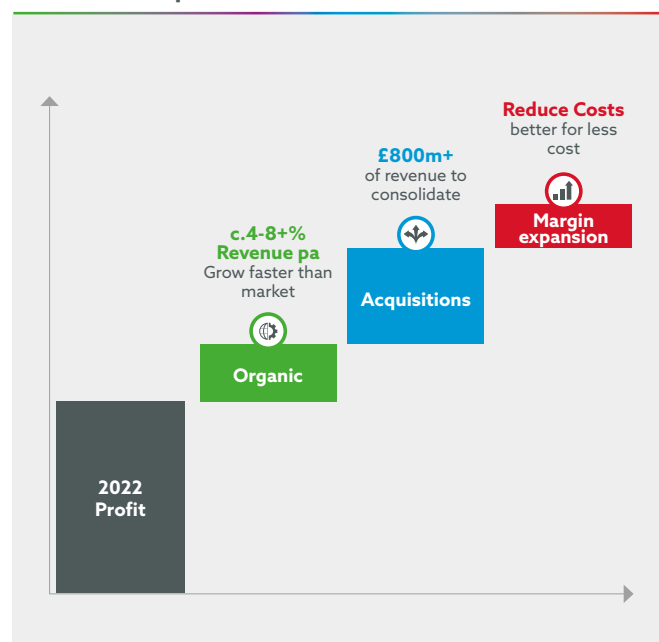 Reduce Costs
better for less
cost
£800m+
of revenue to
consolidate
Margin
expansion
c.4-8+%
Revenue pa
Grow faster than
market
Acquisitions
Organic
2022
Profit